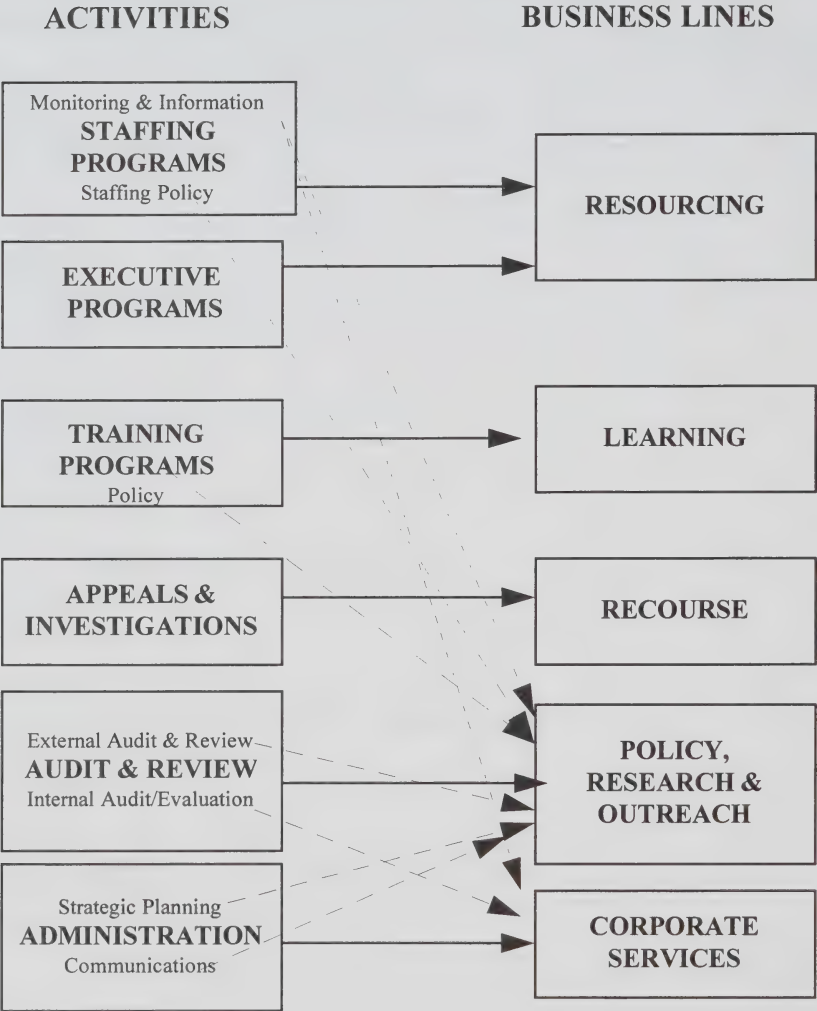 ACTIVITIES
BUSINESS LINES
Monitoring & Information
STAFFING
PROGRAMS
Staffing Policy
RESOURCING
EXECUTIVE
PROGRAMS
TRAINING
PROGRAMS
Policy
LEARNING
APPEALS &
INVESTIGATIONS
RECOURSE
External Audit & Review
AUDIT & REVIEW
Internal Audit/Evaluation
POLICY,
RESEARCH &
OUTREACH
Strategic Planning
ADMINISTRATION
Communications
CORPORATE
SERVICES